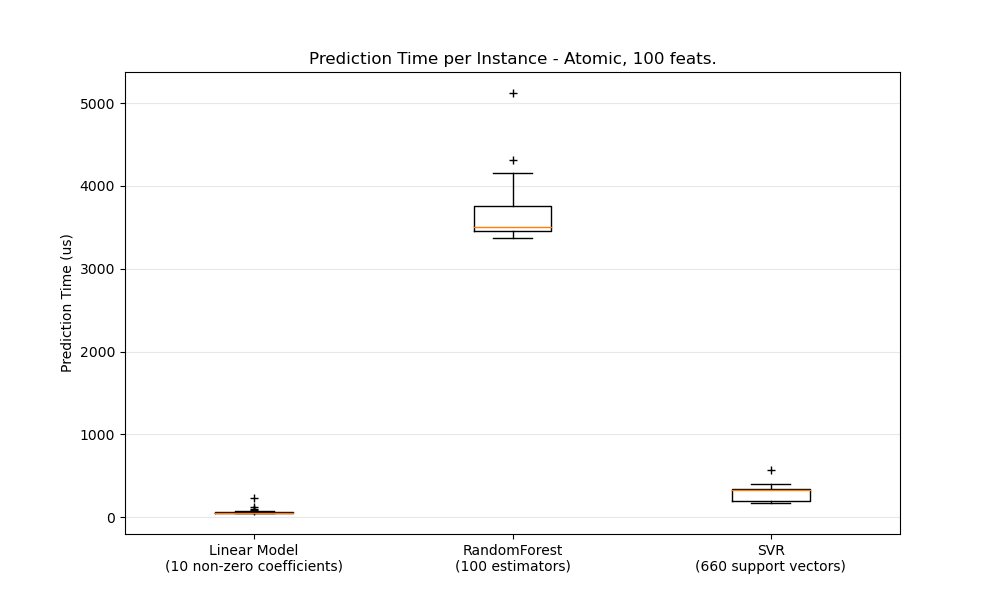 Prediction Time per Instance - Atomic, 100 feats.
Prediction Time (us)
5000
4000
3000
2000
1000
0
Linear Model
(10 non-zero coefficients)
RandomForest
(100 estimators)
SVR
(660 support vectors)